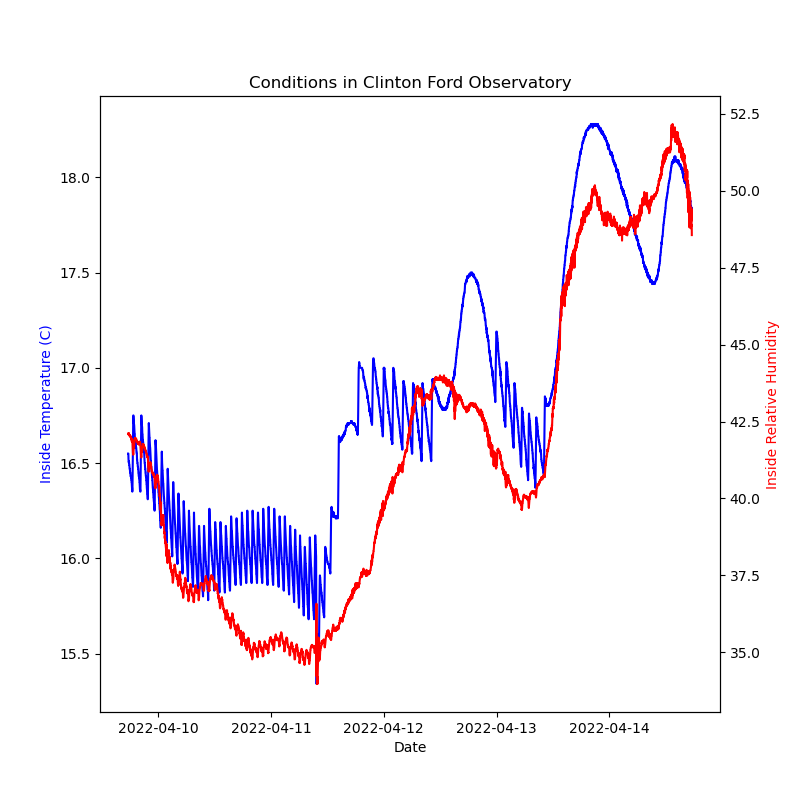 Conditions in Clinton Ford Observatory
18.0
17.5
17.0
16.5
16.0
15.5
Inside Temperature (C)
52.5
50.0
47.5
45.0
42.5
40.0
37.5
35.0
Inside Relative Humidity
2022-04-10 2022-04-11 2022-04-12 2022-04-13 2022-04-14
Date